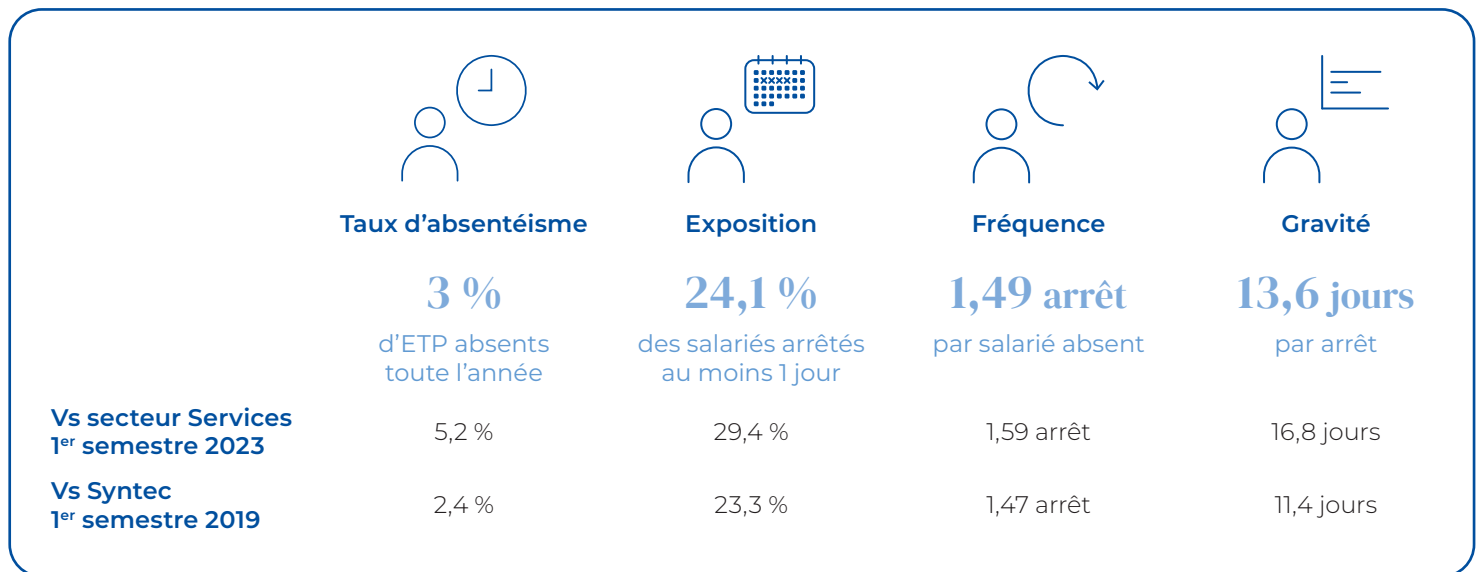 Taux d’absentéisme
Exposition
Fréquence
Gravité
3 %
24,1 %
1,49 arrêt
13,6 jours
d’ETP absents
toute l’année
des salariés arrêtés
au moins 1 jour
par salarié absent
par arrêt
Vs secteur Services
1er semestre 2023
5,2 %
29,4 %
1,59 arrêt
16,8 jours
Vs Syntec
1er semestre 2019
2,4 %
23,3 %
1,47 arrêt
11,4 jours